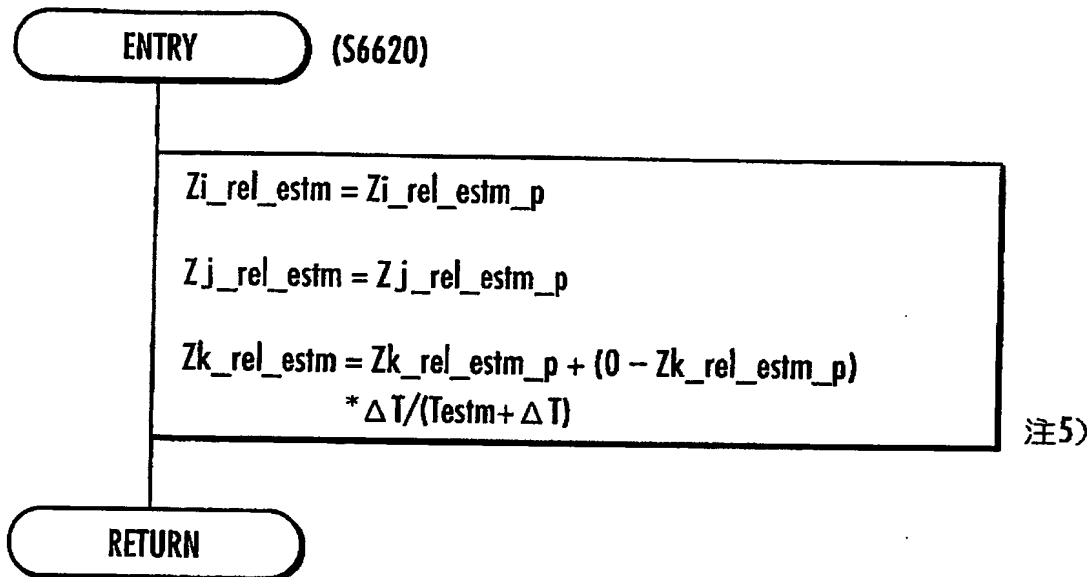 ENTRY (S6620)
Zi_rel_estm = Zi_rel_estm_p
Zj_rel_estm = Zj_rel_estm_p
Zk_rel_estm = Zk_rel_estm_p + (0 − Zk_rel_estm_p)
* ΔT/(Testm+ ΔT)
注5)
RETURN